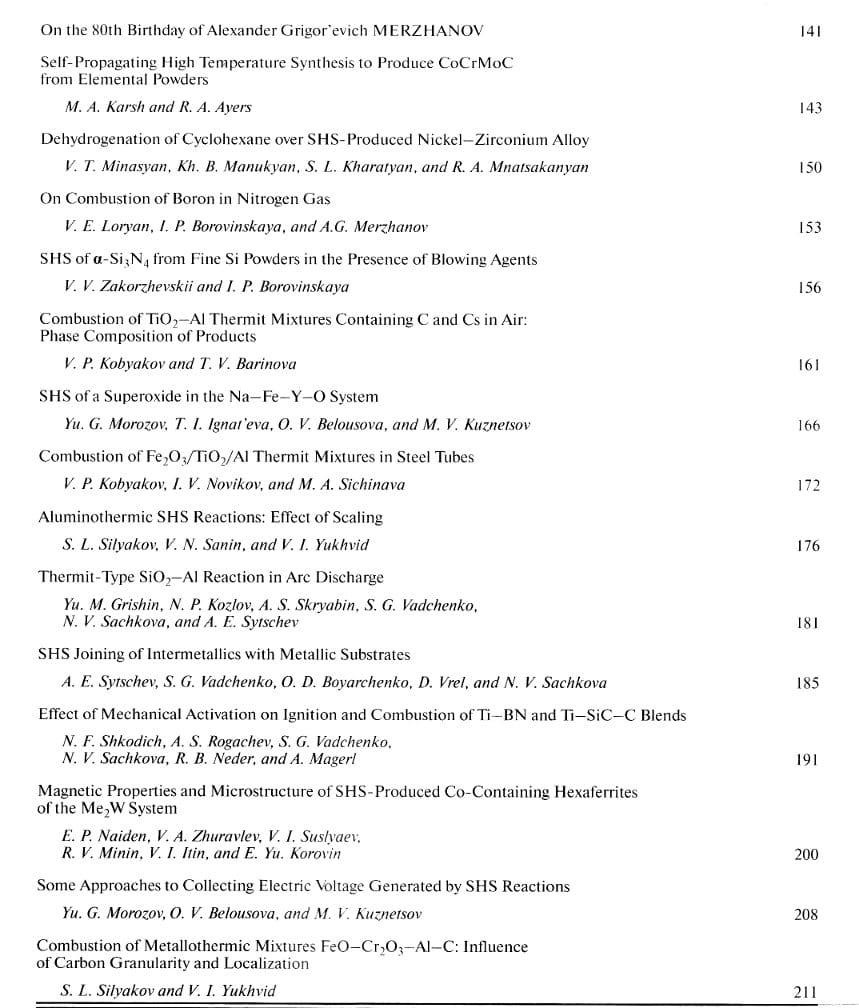 On the 80th Birthday of Alexander Grigor'evich MERZHANOV 141
Self-Propagating High Temperature Synthesis to Produce CoCrMoC
from Elemental Powders
M. A. Karsh and R. A. Ayers 143
Dehydrogenation of Cyclohexane over SHS-Produced Nickel–Zirconium Alloy
V. T. Minasyan, Kh. B. Manukyan, S. L. Kharatyan, and R. A. Mnatsakanyan 150
On Combustion of Boron in Nitrogen Gas
V. E. Loryan, I. P. Borovinskaya, and A.G. Merzhanov 153
SHS of α-Si₃N₄ from Fine Si Powders in the Presence of Blowing Agents
V. V. Zakorzhevskii and I. P. Borovinskaya 156
Combustion of TiO₂–Al Thermit Mixtures Containing C and Cs in Air:
Phase Composition of Products
V. P. Kobyakov and T. V. Barinova 161
SHS of a Superoxide in the Na–Fe–Y–O System
Yu. G. Morozov, T. I. Ignat'eva, O. V. Belousova, and M. V. Kuznetsov 166
Combustion of Fe₂O₃/TiO₂/Al Thermit Mixtures in Steel Tubes
V. P. Kobyakov, I. V. Novikov, and M. A. Sichinava 172
Aluminothermic SHS Reactions: Effect of Scaling
S. L. Silyakov, V. N. Sanin, and V. I. Yukhvid 176
Thermit-Type SiO₂–Al Reaction in Arc Discharge
Yu. M. Grishin, N. P. Kozlov, A. S. Skryabin, S. G. Vadchenko,
N. V. Sachkova, and A. E. Sytschev 181
SHS Joining of Intermetallics with Metallic Substrates
A. E. Sytschev, S. G. Vadchenko, O. D. Boyarchenko, D. Vrel, and N. V. Sachkova 185
Effect of Mechanical Activation on Ignition and Combustion of Ti–BN and Ti–SiC–C Blends
N. F. Shkodich, A. S. Rogachev, S. G. Vadchenko,
N. V. Sachkova, R. B. Neder, and A. Magerl 191
Magnetic Properties and Microstructure of SHS-Produced Co-Containing Hexaferrites
of the Me₂W System
E. P. Naiden, V. A. Zhuravlev, V. I. Suslyaev,
R. V. Minin, V. I. Itin, and E. Yu. Korovin 200
Some Approaches to Collecting Electric Voltage Generated by SHS Reactions
Yu. G. Morozov, O. V. Belousova, and M. V. Kuznetsov 208
Combustion of Metallothermic Mixtures FeO–Cr₂O₃–Al–C: Influence
of Carbon Granularity and Localization
S. L. Silyakov and V. I. Yukhvid 211